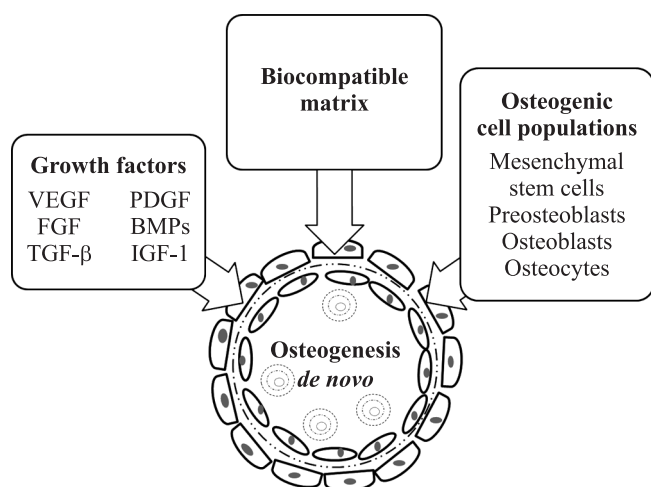 Biocompatible
matrix
Osteogenic
cell populations
Mesenchymal
stem cells
Preosteoblasts
Osteoblasts
Osteocytes
Growth factors
VEGF PDGF
FGF BMPs
TGF-β IGF-1
Osteogenesis
de novo